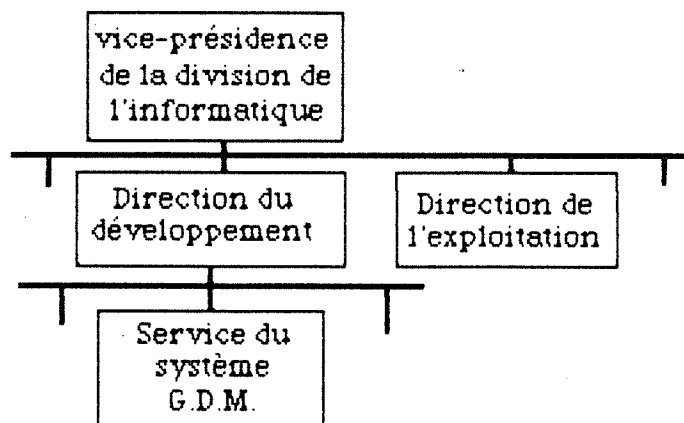 vice-présidence
de la division de
l'informatique
Direction du
développement
Direction de
l'exploitation
Service du
système
G.D.M.